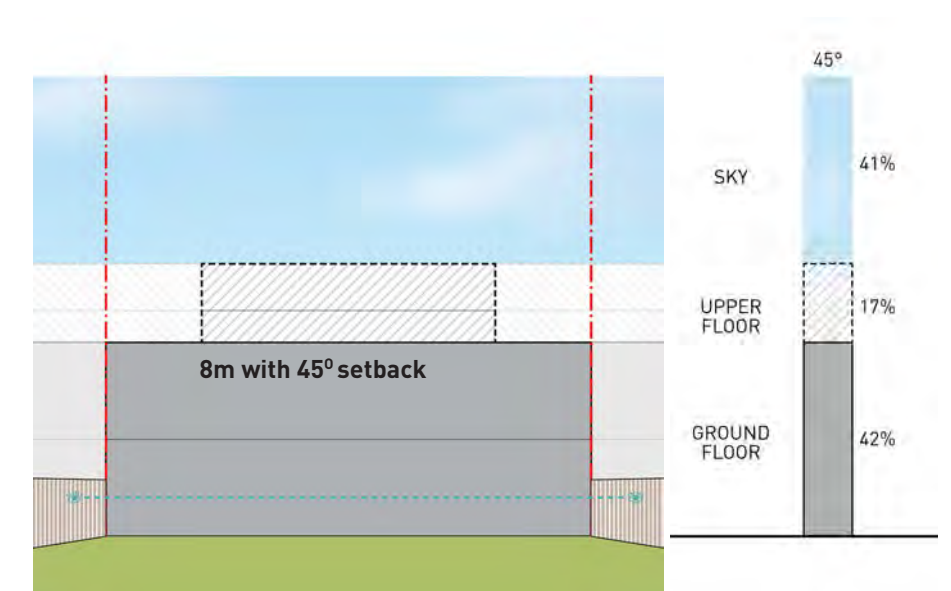 8m with 45⁰ setback
45°
SKY
41%
UPPER
FLOOR
17%
GROUND
FLOOR
42%